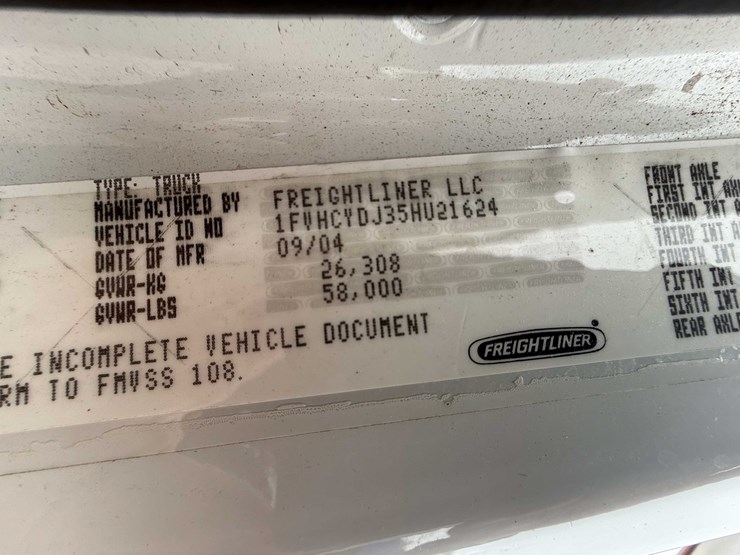 TYPE: TRUCK
MANUFACTURED BY FREIGHTLINER LLC
VEHICLE ID NO 1FVHCYDJ35HU21624
DATE OF MFR 09/04
GVWR-KG 26,308
GVWR-LBS 58,000
E INCOMPLETE VEHICLE DOCUMENT
RM TO FMVSS 108.
FREIGHTLINER
FRONT AXLE
FIRST INT AX
SECOND INT A
THIRD INT A
FOURTH INT
FIFTH INT
SIXTH INT
REAR AXLE